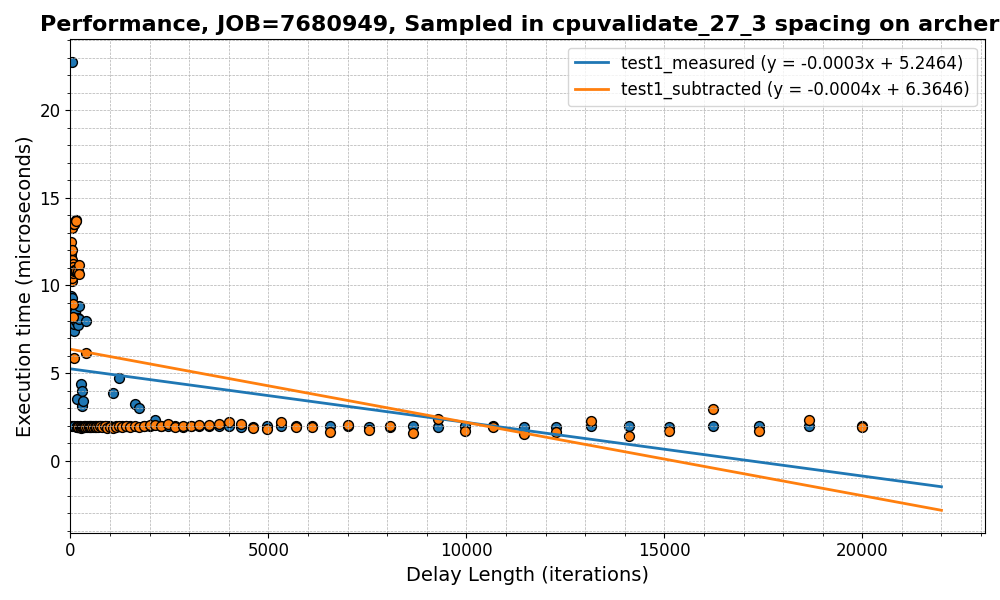 Performance, JOB=7680949, Sampled in cpuvalidate_27_3 spacing on archer
test1_measured (y = -0.0003x + 5.2464)
test1_subtracted (y = -0.0004x + 6.3646)
Execution time (microseconds)
20
15
10
5
0
0 5000 10000 15000 20000
Delay Length (iterations)